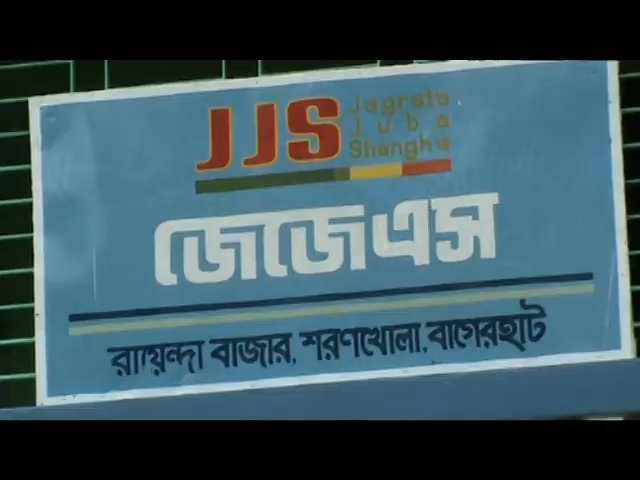 JJS
Jagrata
Juba
Shangha
জেজেএস
রায়েন্দা বাজার, শরণখোলা, বাগেরহাট